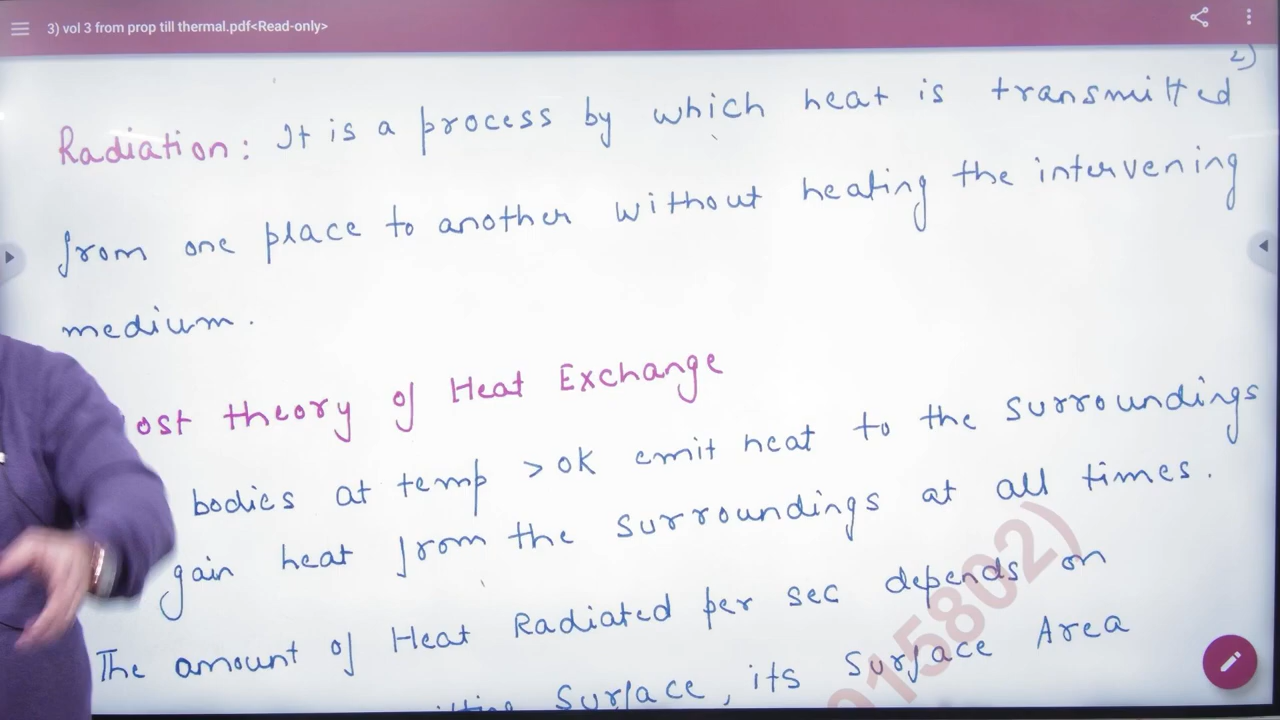 3) vol 3 from prop till thermal.pdf<Read-only>
2)
Radiation: It is a process by which heat is transmitted
from one place to another without heating the intervening
medium.
ost theory of Heat Exchange
bodies at temp > 0K emit heat to the surroundings
gain heat from the surroundings at all times.
The amount of Heat Radiated per sec depends on
Surface, its Surface Area
015802)